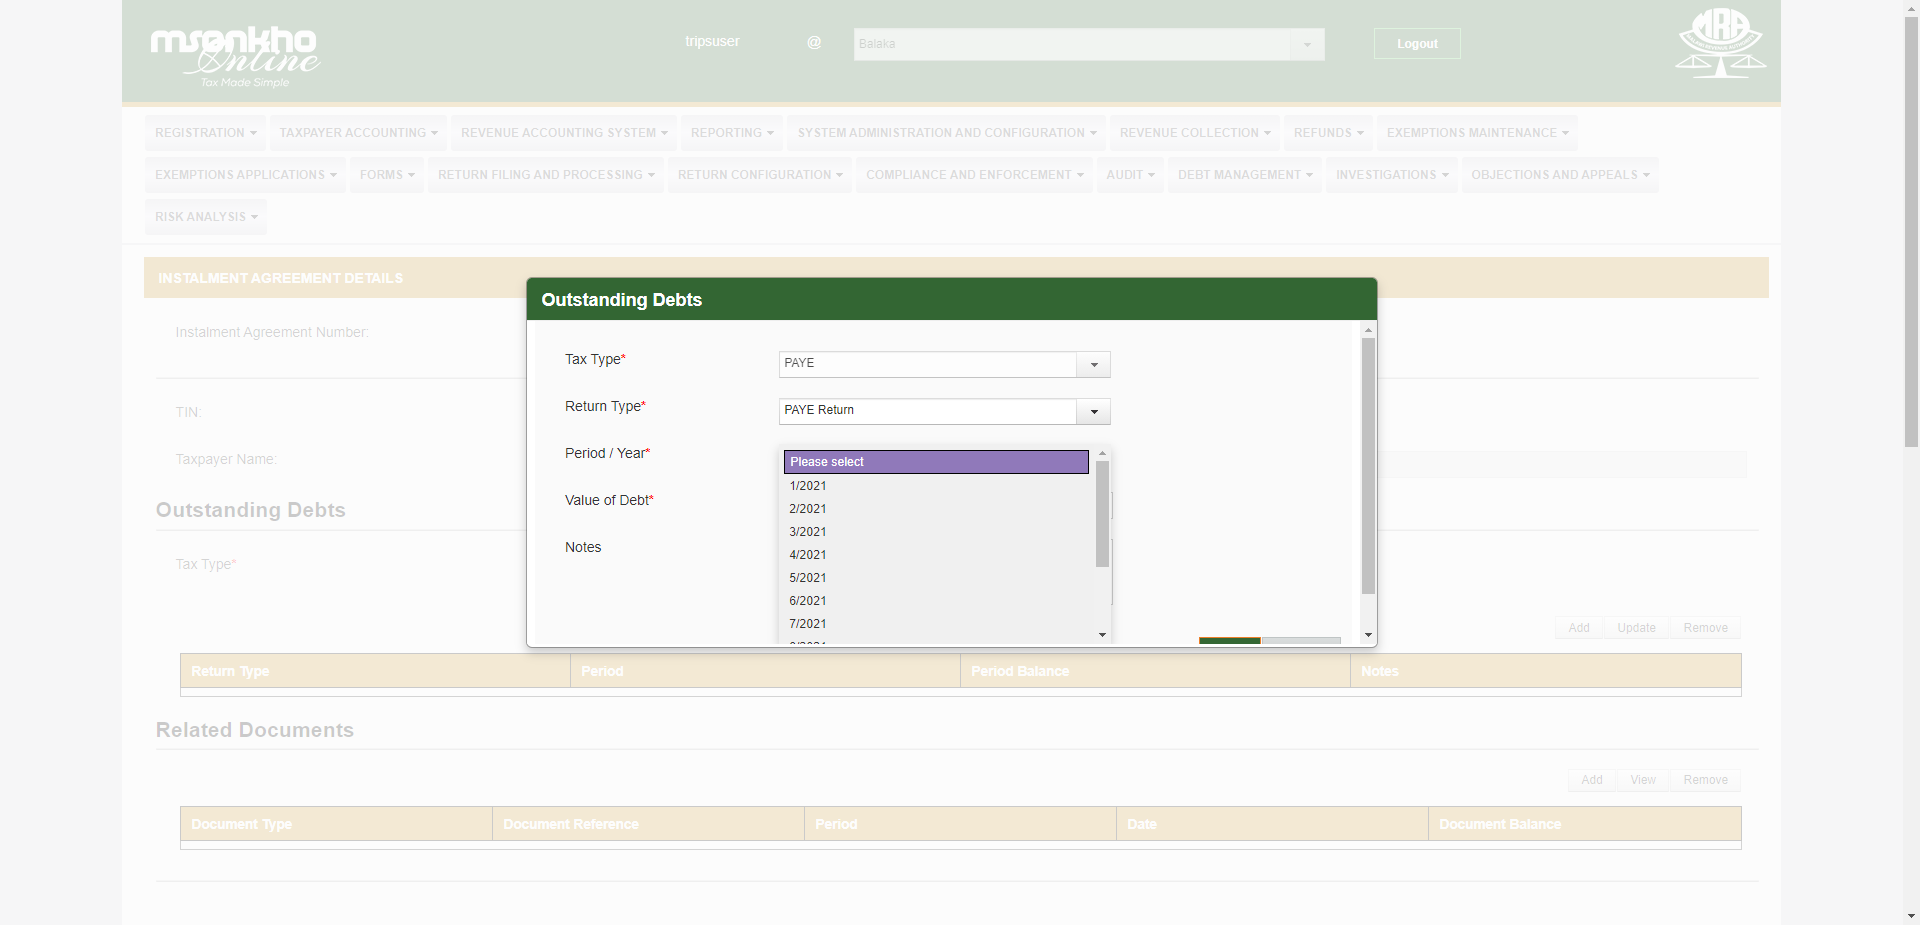 msonkho
Online
Tax Made Simple
tripsuser @ Balaka Logout
MRA
MALAWI REVENUE AUTHORITY
REGISTRATION TAXPAYER ACCOUNTING REVENUE ACCOUNTING SYSTEM REPORTING SYSTEM ADMINISTRATION AND CONFIGURATION REVENUE COLLECTION REFUNDS EXEMPTIONS MAINTENANCE
EXEMPTIONS APPLICATIONS FORMS RETURN FILING AND PROCESSING RETURN CONFIGURATION COMPLIANCE AND ENFORCEMENT AUDIT DEBT MANAGEMENT INVESTIGATIONS OBJECTIONS AND APPEALS
RISK ANALYSIS
INSTALMENT AGREEMENT DETAILS
Instalment Agreement Number:
TIN:
Taxpayer Name:
Outstanding Debts
Tax Type*
Outstanding Debts
Tax Type* PAYE
Return Type* PAYE Return
Period / Year*
Value of Debt*
Notes
Please select
1/2021
2/2021
3/2021
4/2021
5/2021
6/2021
7/2021
Add Update Remove
Return Type Period Period Balance Notes
Related Documents
Add View Remove
Document Type Document Reference Period Date Document Balance